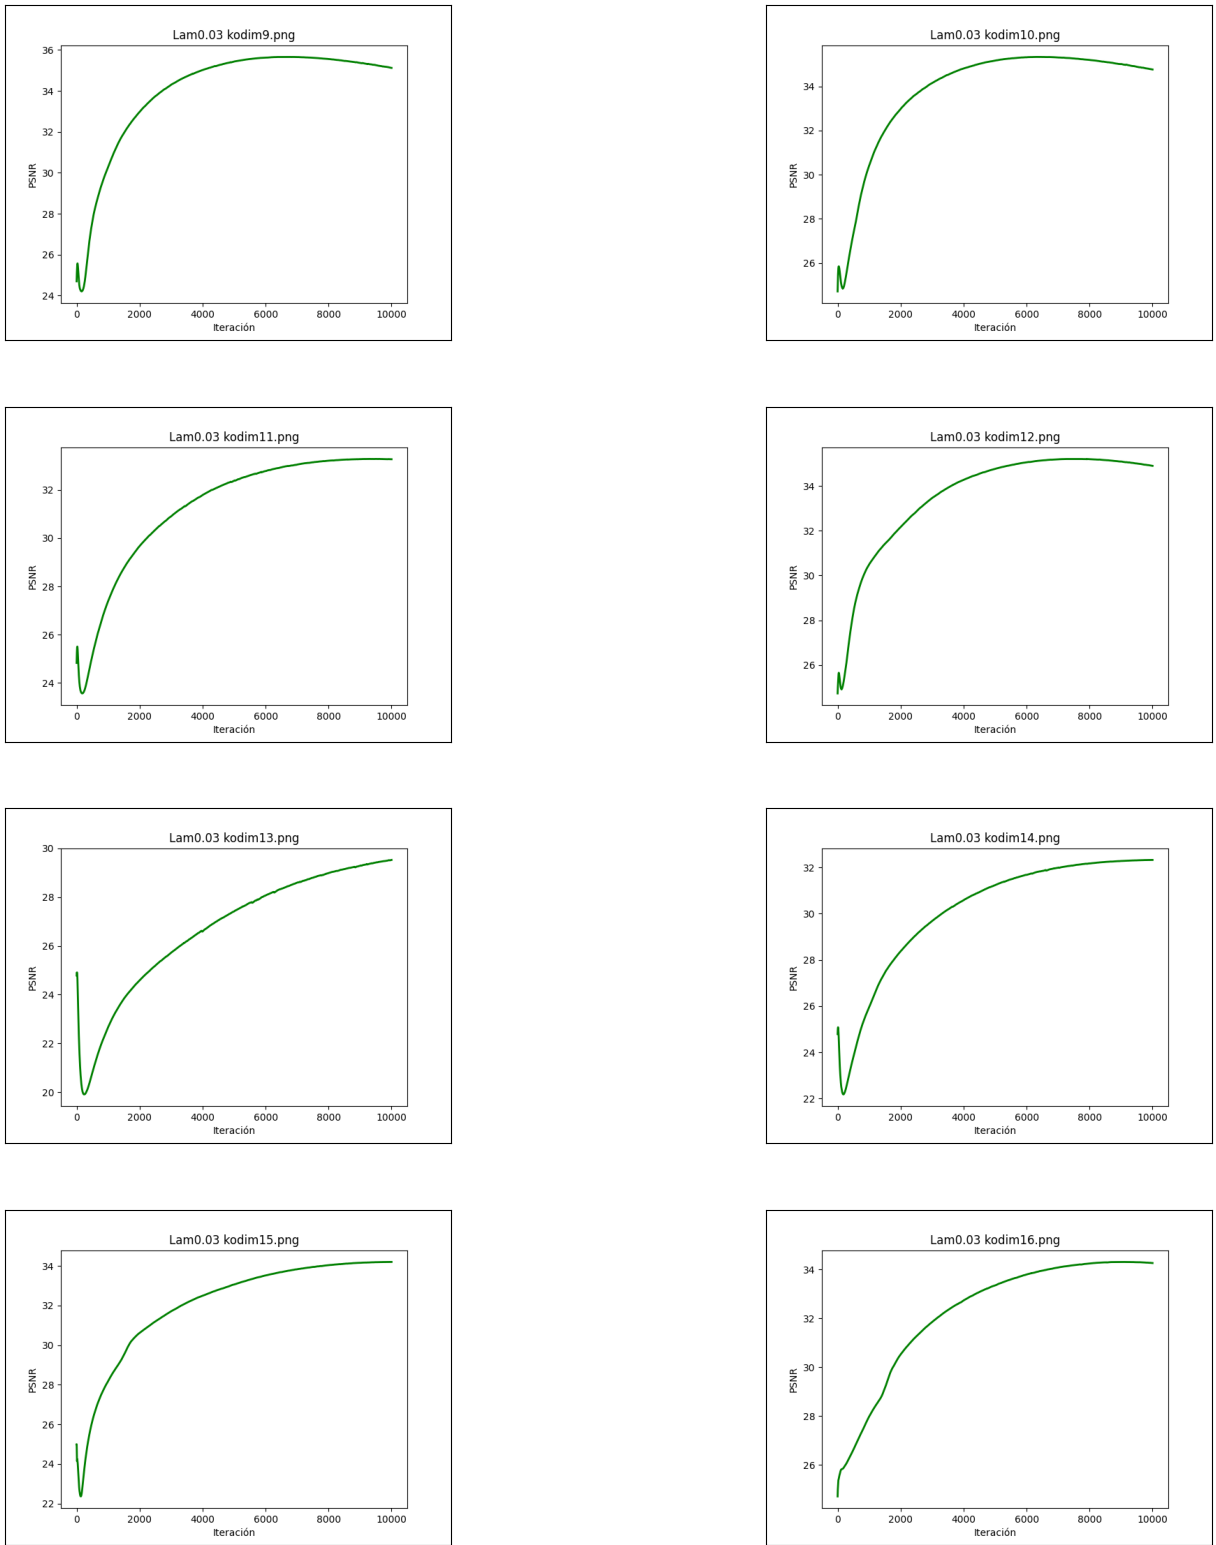 Lam0.03 kodim9.png
36
34
32
30
28
26
24
PSNR
0 2000 4000 6000 8000 10000
Iteración
Lam0.03 kodim10.png
34
32
30
28
26
PSNR
0 2000 4000 6000 8000 10000
Iteración
Lam0.03 kodim11.png
32
30
28
26
24
PSNR
0 2000 4000 6000 8000 10000
Iteración
Lam0.03 kodim12.png
34
32
30
28
26
PSNR
0 2000 4000 6000 8000 10000
Iteración
Lam0.03 kodim13.png
30
28
26
24
22
20
PSNR
0 2000 4000 6000 8000 10000
Iteración
Lam0.03 kodim14.png
32
30
28
26
24
22
PSNR
0 2000 4000 6000 8000 10000
Iteración
Lam0.03 kodim15.png
34
32
30
28
26
24
22
PSNR
0 2000 4000 6000 8000 10000
Iteración
Lam0.03 kodim16.png
34
32
30
28
26
PSNR
0 2000 4000 6000 8000 10000
Iteración